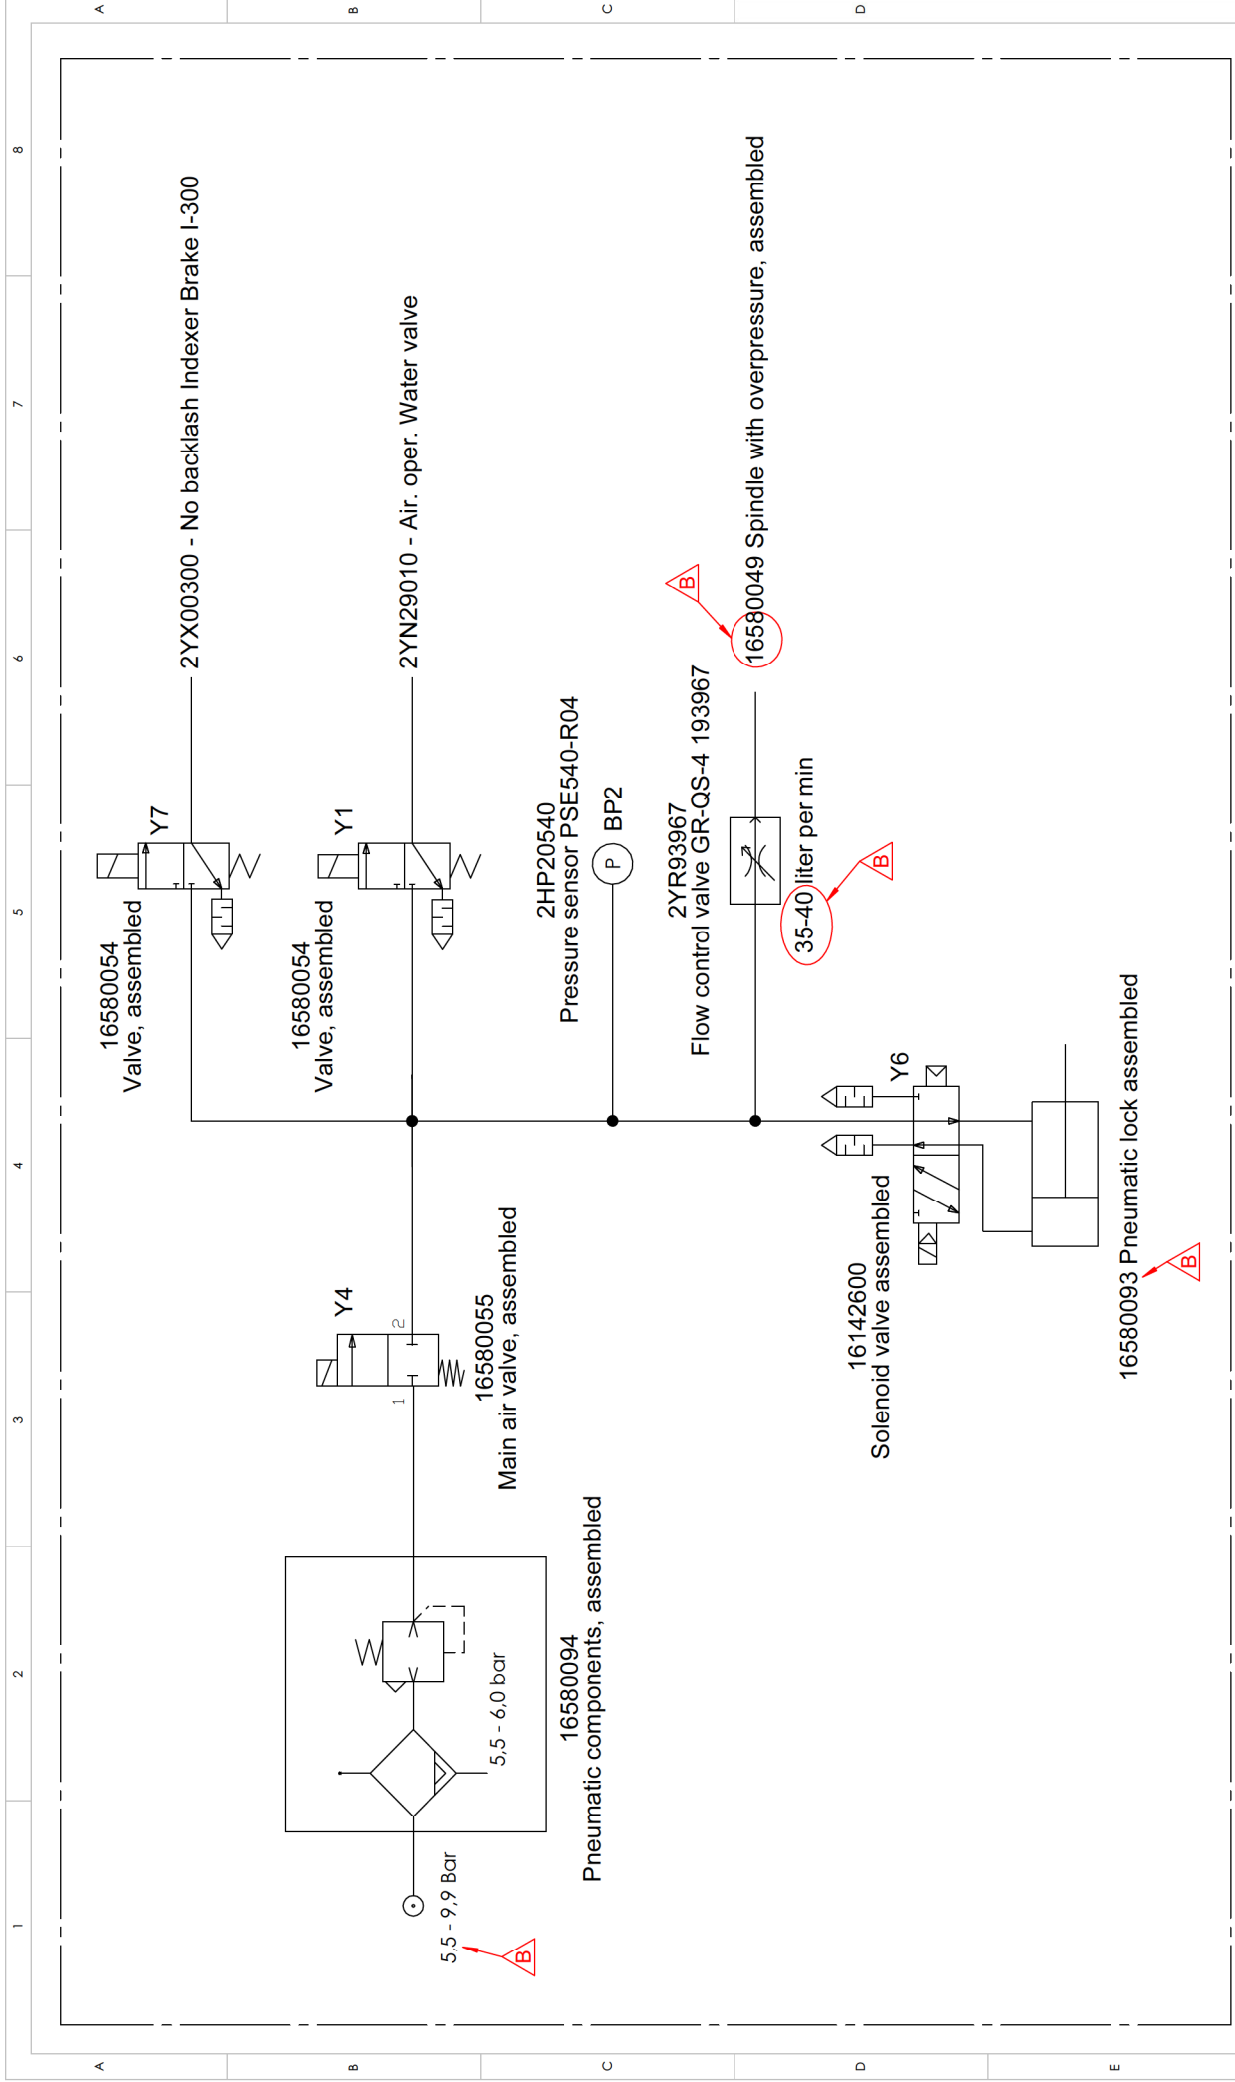 A
B
C
D
8
7
6
5
4
3
2
1
A
B
C
D
E
2YX00300 - No backlash Indexer Brake I-300
Y7
16580054
Valve, assembled
2YN29010 - Air. oper. Water valve
Y1
16580054
Valve, assembled
2HP20540
Pressure sensor PSE540-R04
P
BP2
2YR93967
Flow control valve GR-QS-4 193967
35-40 liter per min
B
16580049 Spindle with overpressure, assembled
B
Y4
1
2
16580055
Main air valve, assembled
Y6
16142600
Solenoid valve assembled
16580093 Pneumatic lock assembled
B
5,5 - 6,0 bar
16580094
Pneumatic components, assembled
5,5 - 9,9 Bar
B